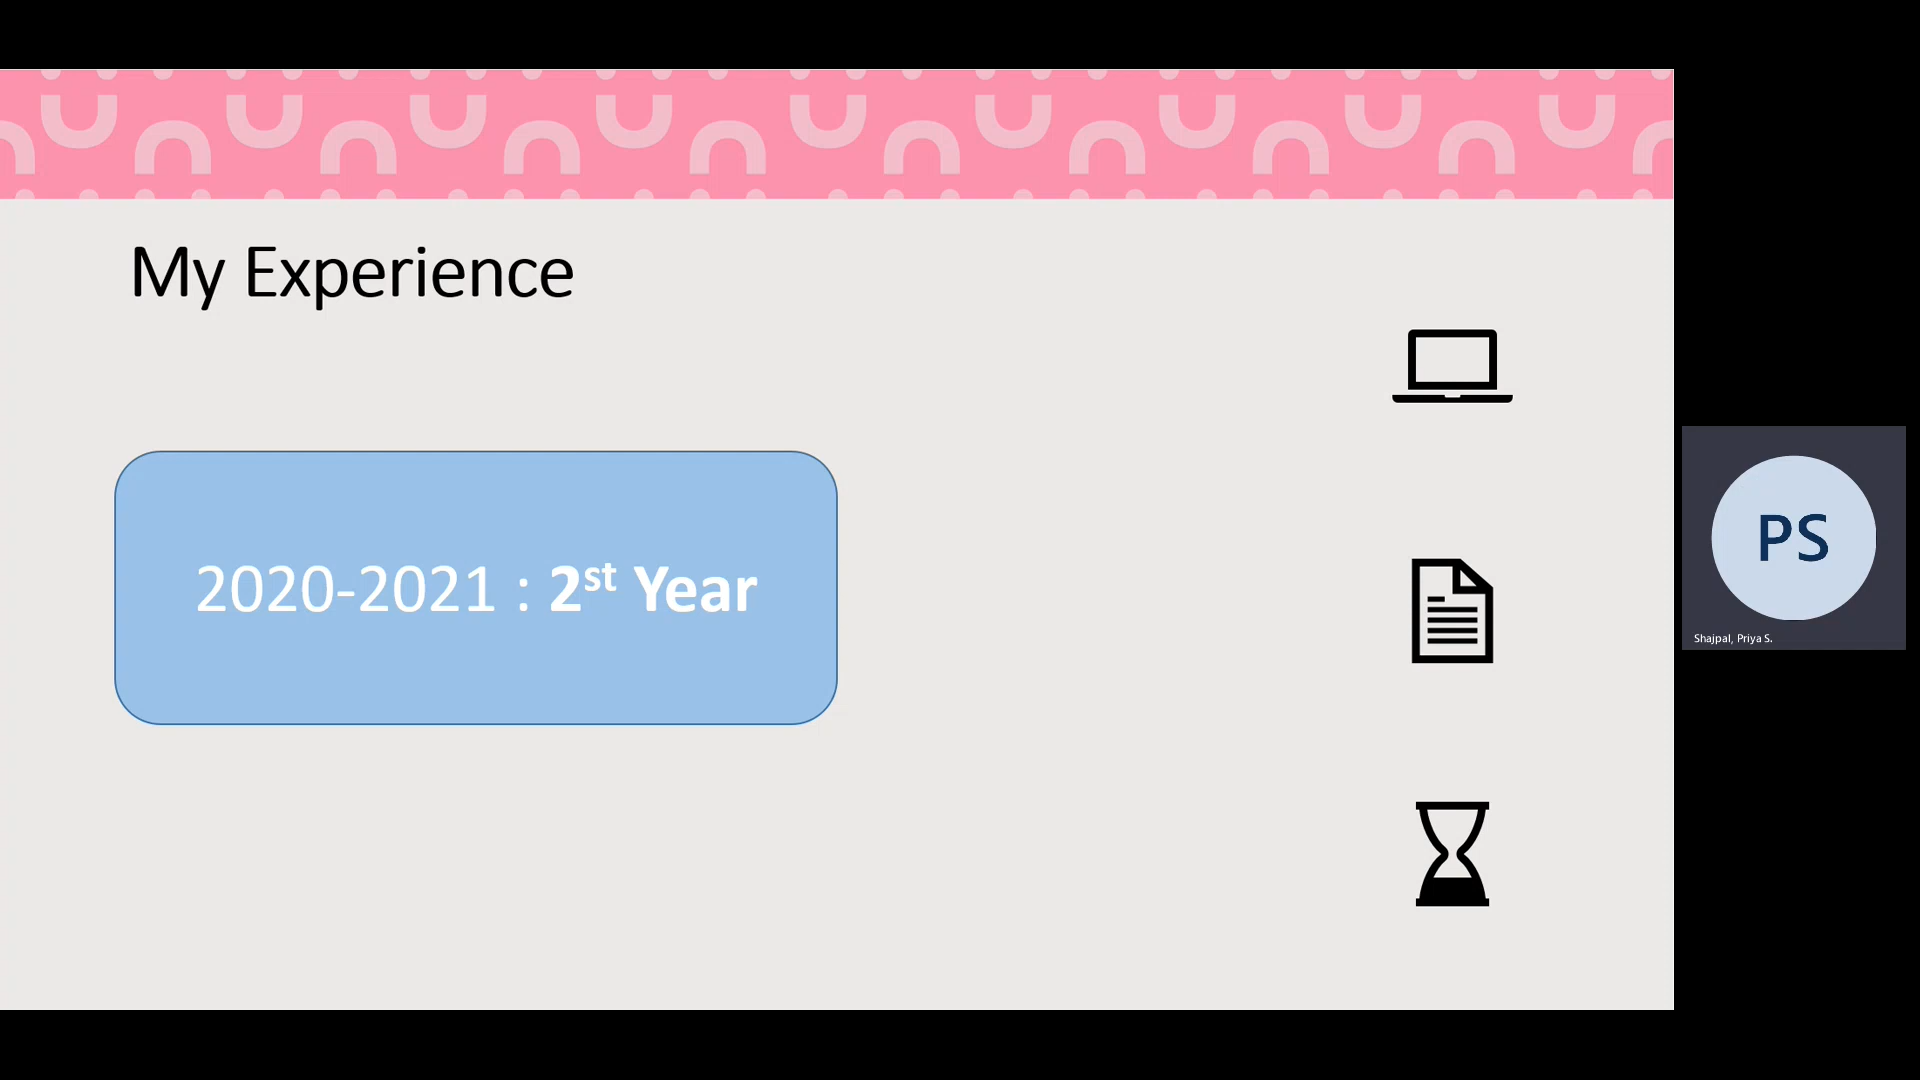 My Experience
2020-2021 : 2st Year
PS
Shajpal, Priya S.